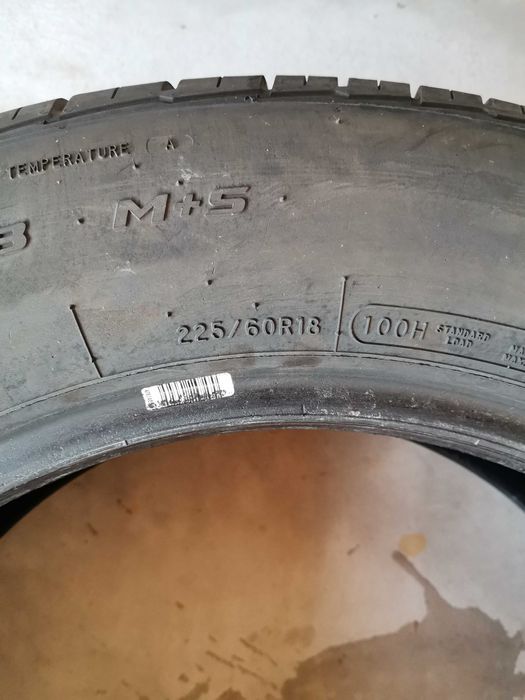 TEMPERATURE A
M+S
225/60R18
100H STANDARD
LOAD